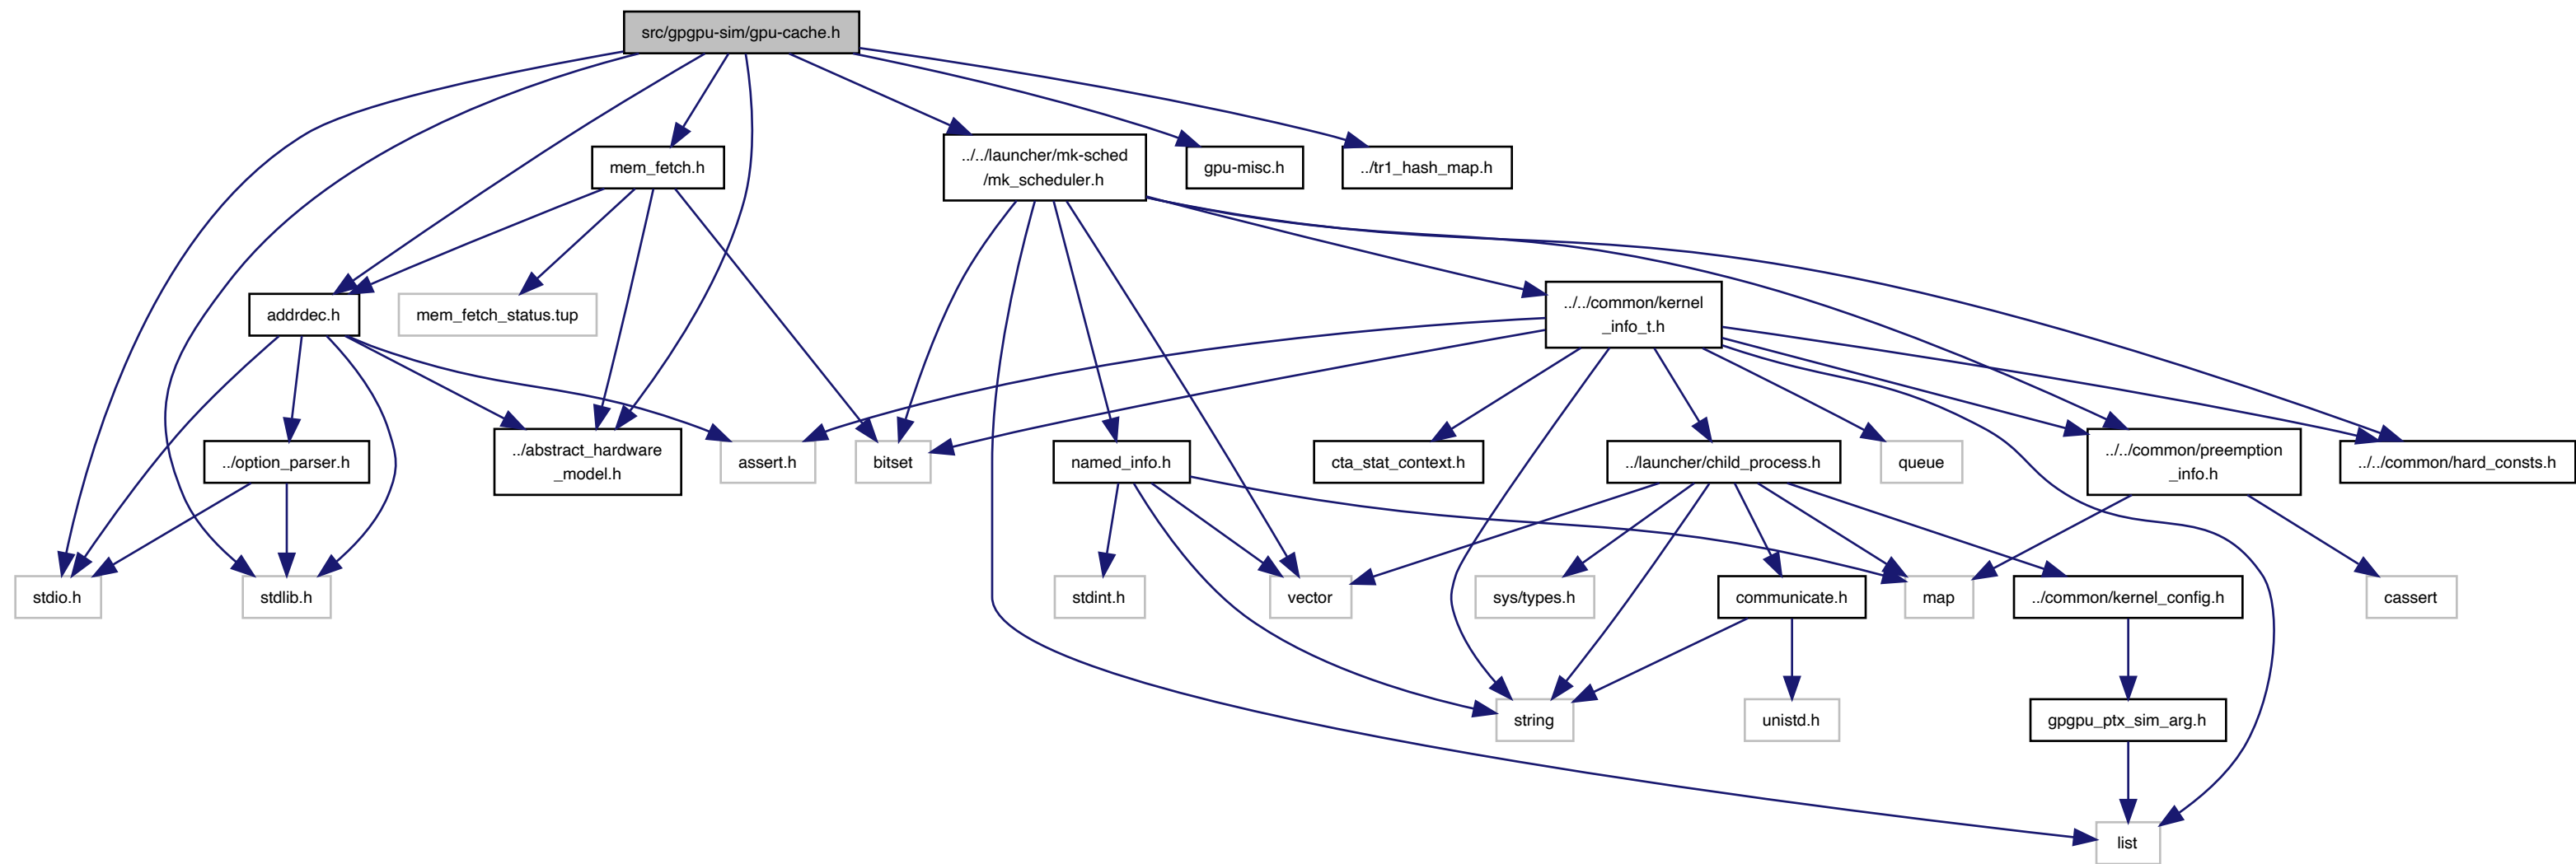 src/gpgpu-sim/gpu-cache.h
mem_fetch.h
../../launcher/mk-sched
/mk_scheduler.h
gpu-misc.h
../tr1_hash_map.h
addrdec.h
mem_fetch_status.tup
../../common/kernel
_info_t.h
../option_parser.h
../abstract_hardware
_model.h
assert.h
bitset
named_info.h
cta_stat_context.h
../launcher/child_process.h
queue
../../common/preemption
_info.h
../../common/hard_consts.h
stdio.h
stdlib.h
stdint.h
vector
sys/types.h
communicate.h
map
../common/kernel_config.h
cassert
string
unistd.h
gpgpu_ptx_sim_arg.h
list